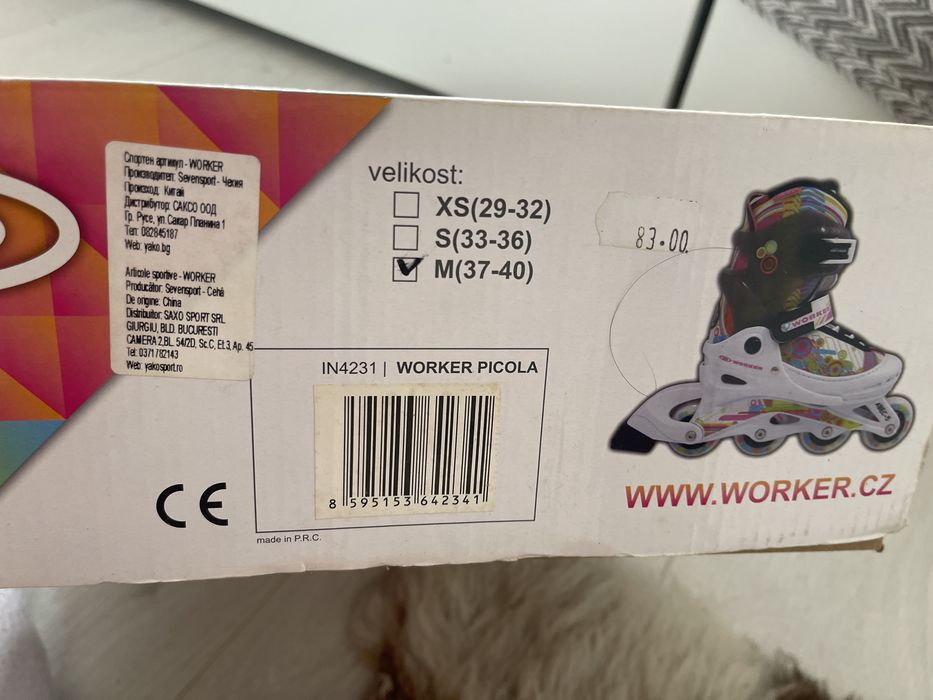 Спортен артикул - WORKER
Производител: Sevensport - Чехия
Произход: Китай
Дистрибутор: САКСО ООД
Гр. Русе, ул. Сакар Планина 1
Тел: 082845187
Web: yako.bg
Articole sportive - WORKER
Producător: Sevensport - Cehă
De origine: China
Distribuitor: SAXO SPORT SRL
GIURGIU, BLD. BUCURESTI
CAMERA 2,BL. 54/2D, Sc.C, Et.3, Ap. 45
Tel: 0371782143
Web: yakosport.ro
velikost:
XS(29-32)
S(33-36)
M(37-40)
83.00
IN4231 | WORKER PICOLA
8 595153 642341
CE
made in P.R.C.
WORKER
WORKER
WWW.WORKER.CZ